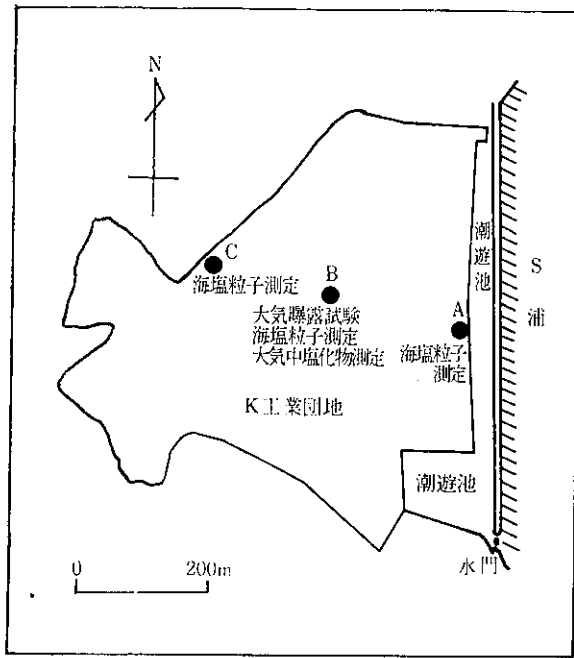 N
C
海塩粒子測定
B
大気曝露試験
海塩粒子測定
大気中塩化物測定
A
海塩粒子
測定
潮遊池
S
浦
K工業団地
潮遊池
水門
0 200m